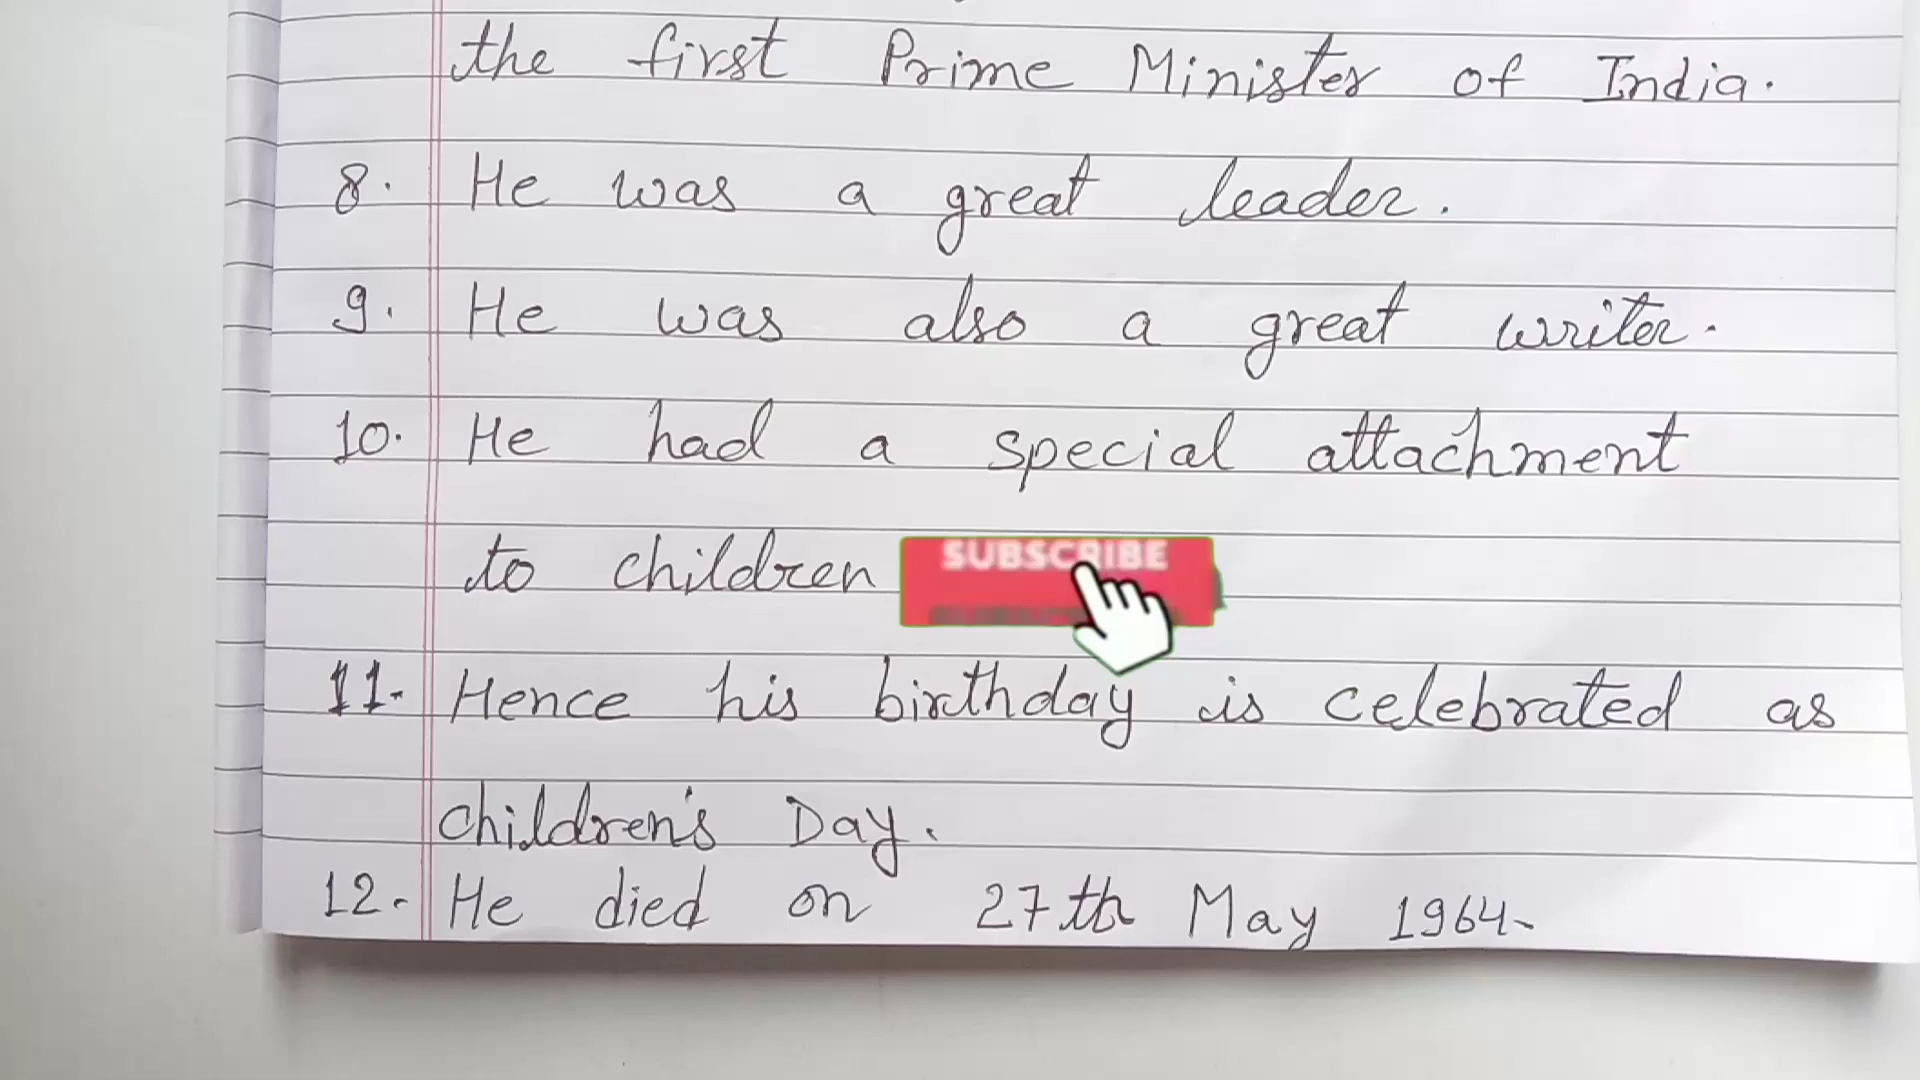 the first Prime Minister of India.
8. He was a great leader.
9. He was also a great writer.
10. He had a special attachment
to children
SUBSCRIBE
11. Hence his birthday is celebrated as
children's Day.
12. He died on 27th May 1964.